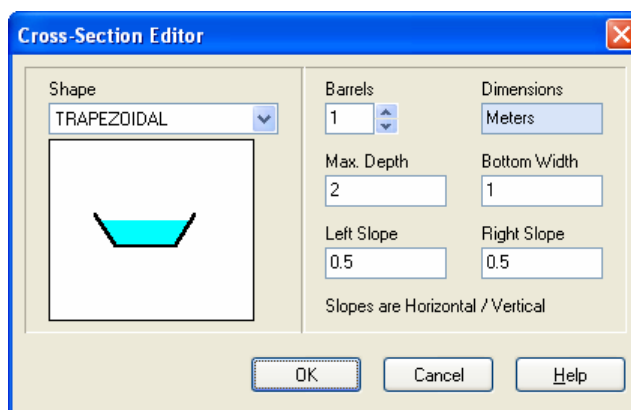 Cross-Section Editor
Shape
TRAPEZOIDAL
Barrels
1
Dimensions
Meters
Max. Depth
2
Bottom Width
1
Left Slope
0.5
Right Slope
0.5
Slopes are Horizontal / Vertical
OK
Cancel
Help